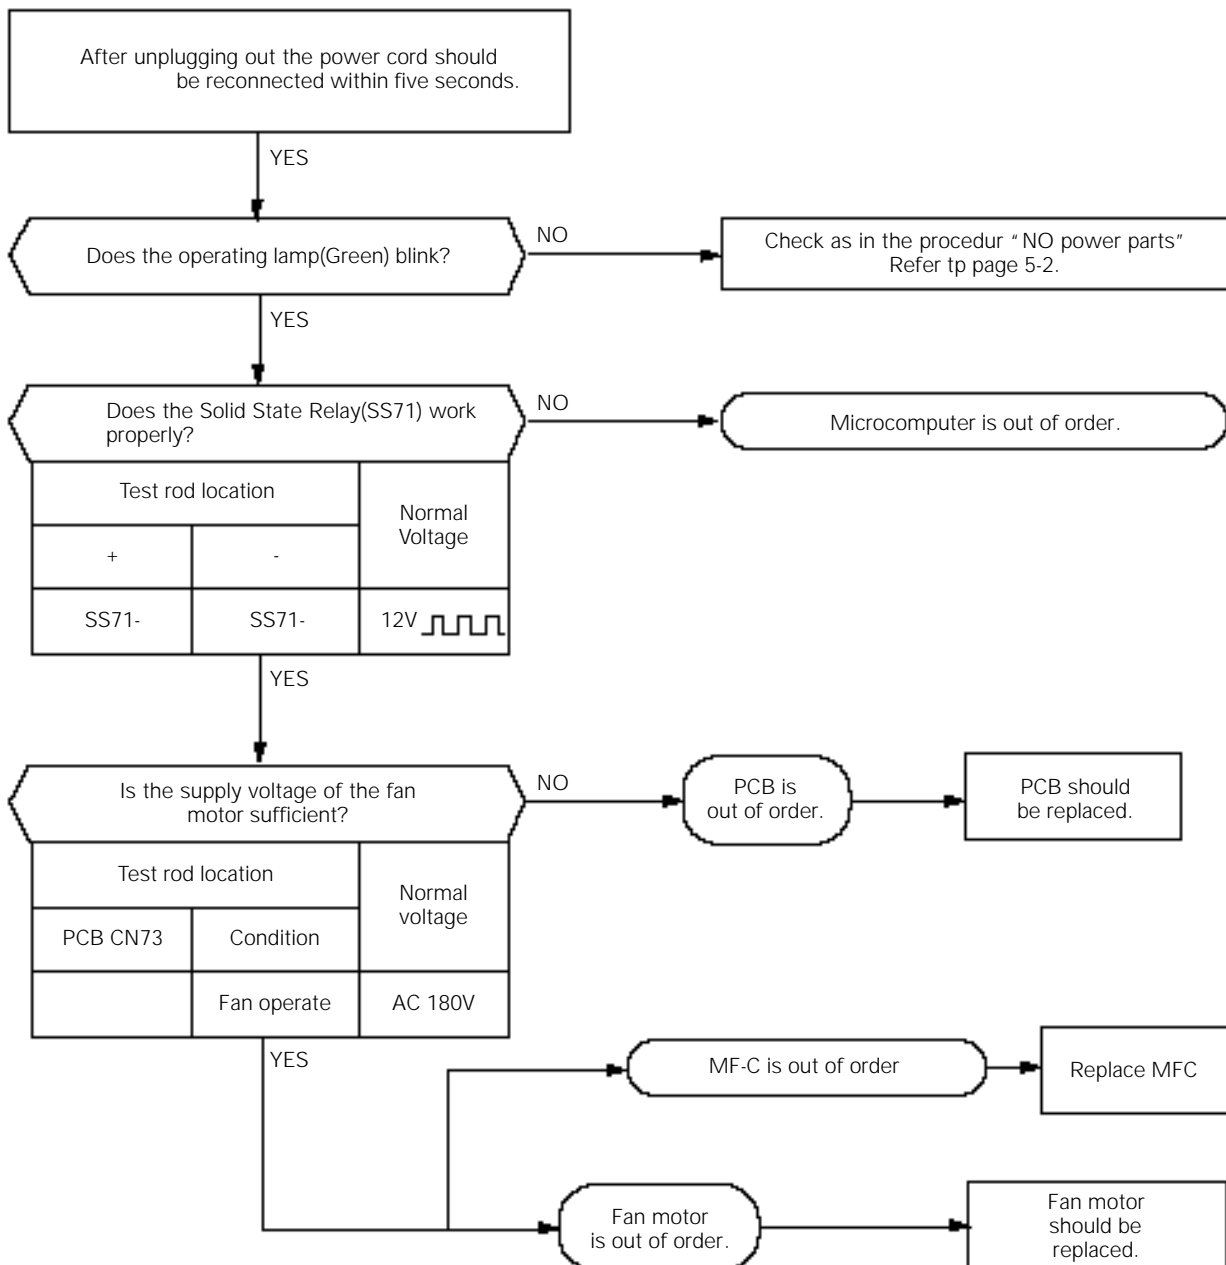 After unplugging out the power cord should
be reconnected within five seconds.
YES
Does the operating lamp(Green) blink?
NO
Check as in the procedur "NO power parts"
Refer tp page 5-2.
YES
Does the Solid State Relay(SS71) work
properly?
NO
Microcomputer is out of order.
Test rod location
Normal
Voltage
+
-
SS71-
SS71-
12V
YES
Is the supply voltage of the fan
motor sufficient?
NO
PCB is
out of order.
PCB should
be replaced.
Test rod location
Normal
voltage
PCB CN73
Condition
Fan operate
AC 180V
YES
MF-C is out of order
Replace MFC
Fan motor
is out of order.
Fan motor
should be
replaced.